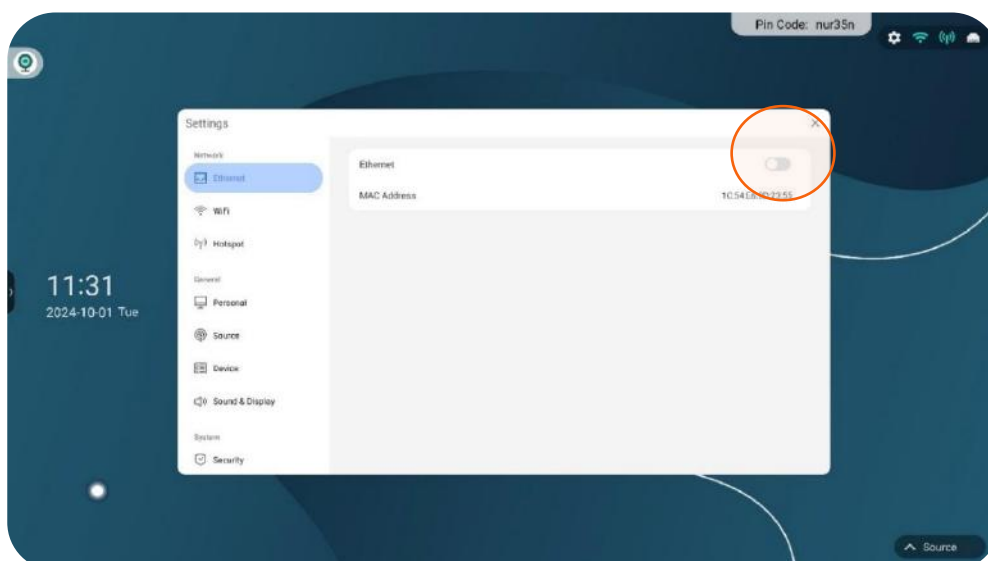 Pin Code: nur35n
Settings
Network
Ethernet
WiFi
Hotspot
General
Personal
Source
Device
Sound & Display
System
Security
Ethernet
MAC Address
11:31
2024-10-01 Tue
Source